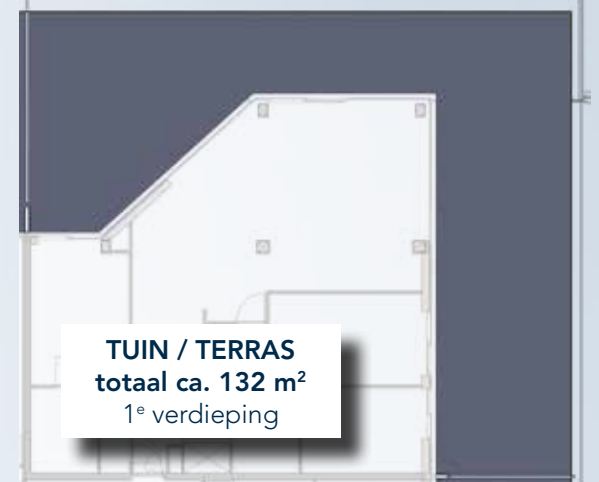 TUIN / TERRAS
totaal ca. 132 m²
1ᵉ verdieping